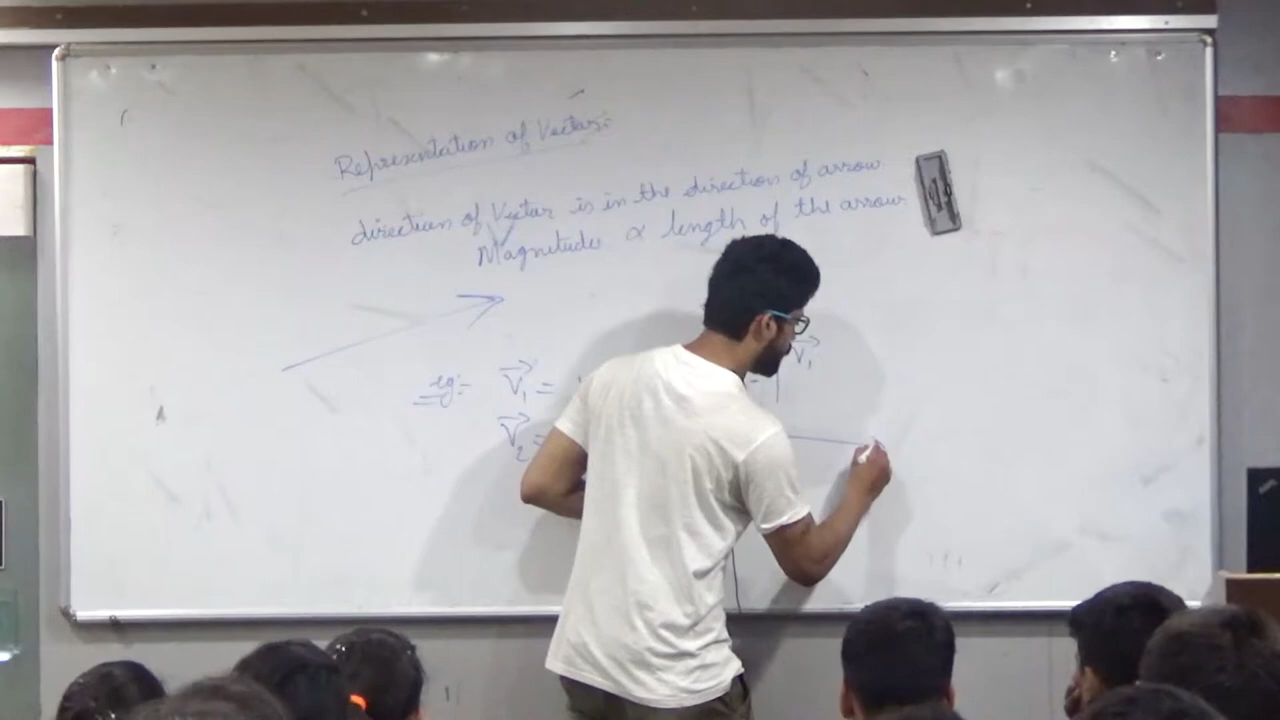 Representation of Vector:-
direction of Vector is in the direction of arrow.
Magnitude ∝ length of the arrow.
eg:- V⃗₁ =
V⃗₁
V⃗₂ =